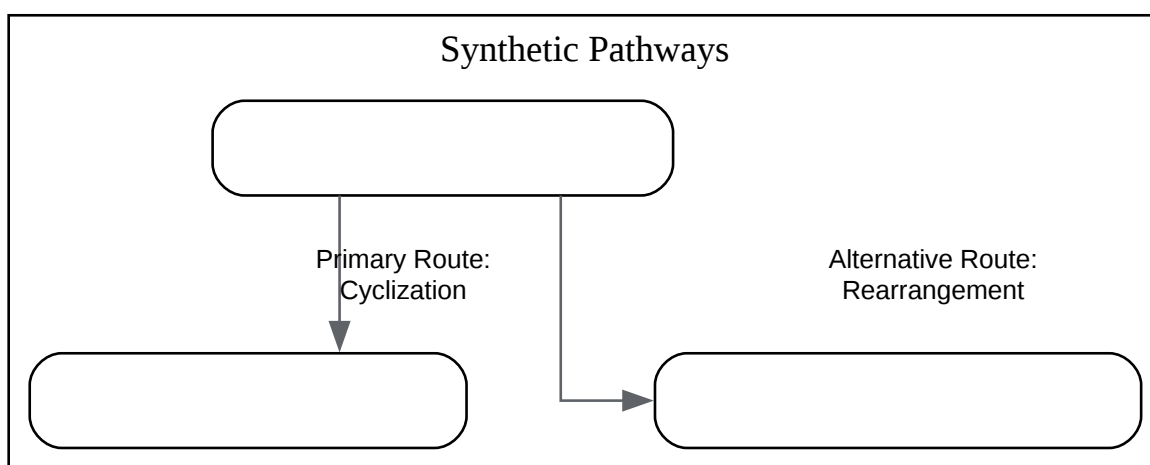 Synthetic Pathways
Primary Route:
Cyclization
Alternative Route:
Rearrangement